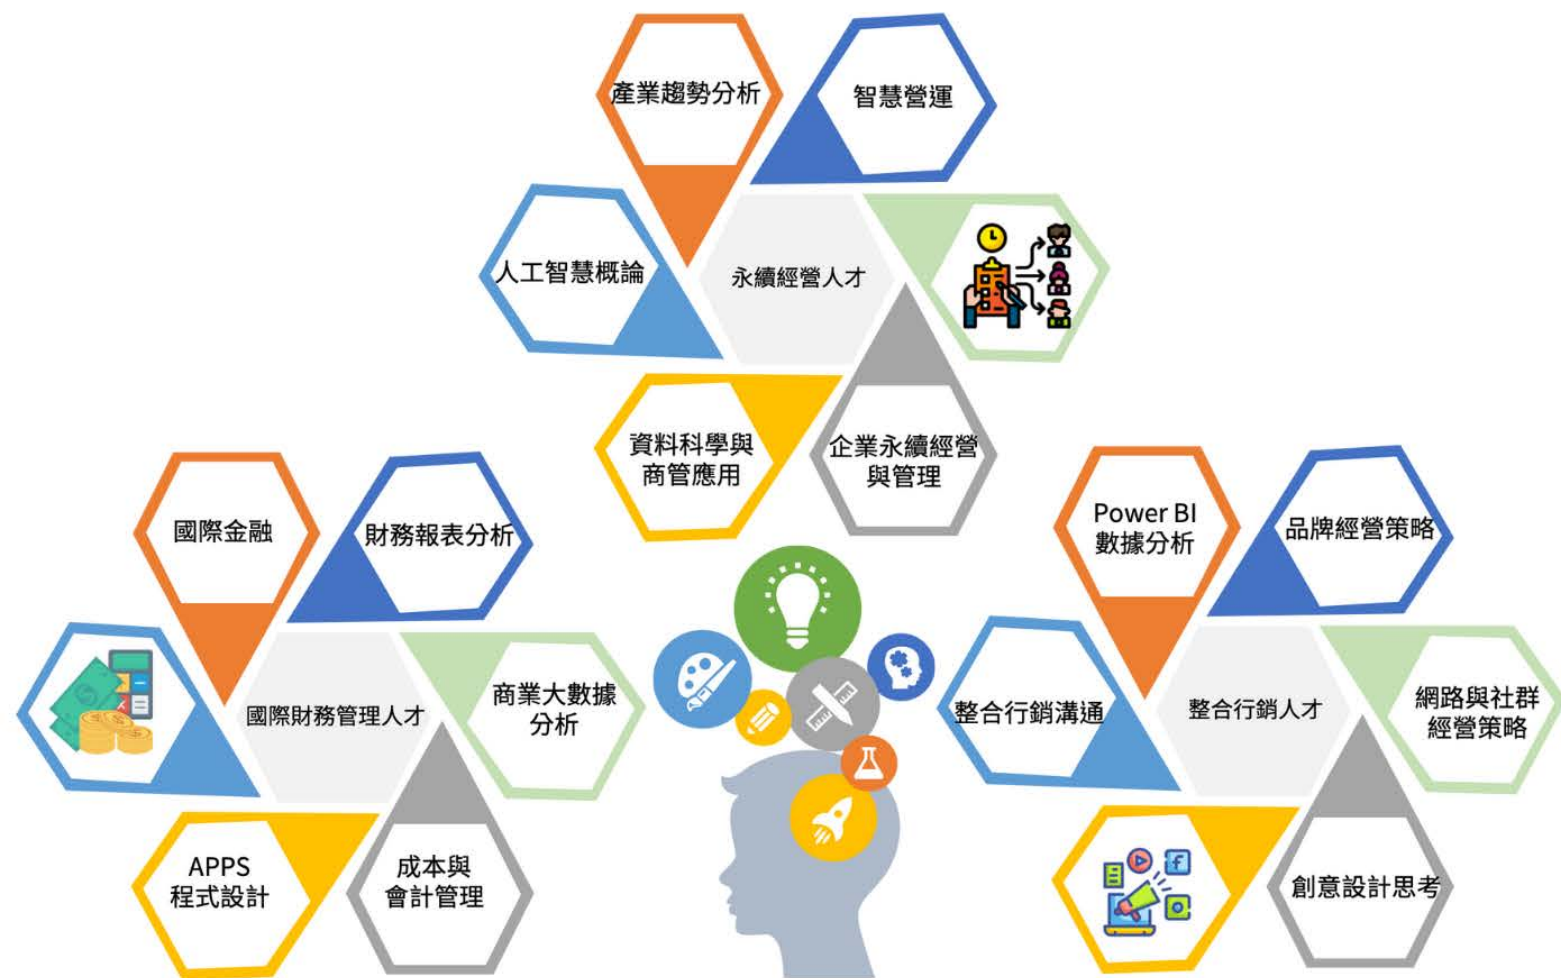 產業趨勢分析
智慧營運
人工智慧概論
永續經營人才
資料科學與
商管應用
企業永續經營
與管理
國際金融
財務報表分析
國際財務管理人才
商業大數據
分析
APPS
程式設計
成本與
會計管理
Power BI
數據分析
品牌經營策略
整合行銷溝通
整合行銷人才
網路與社群
經營策略
創意設計思考